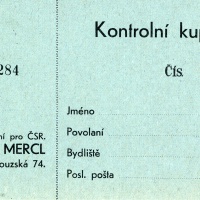 284
ní pro ČSR.
MERCL
ouzská 74.
Kontrolní kup
Čís.
Jméno
Povolaní
Bydliště
Posl. pošta